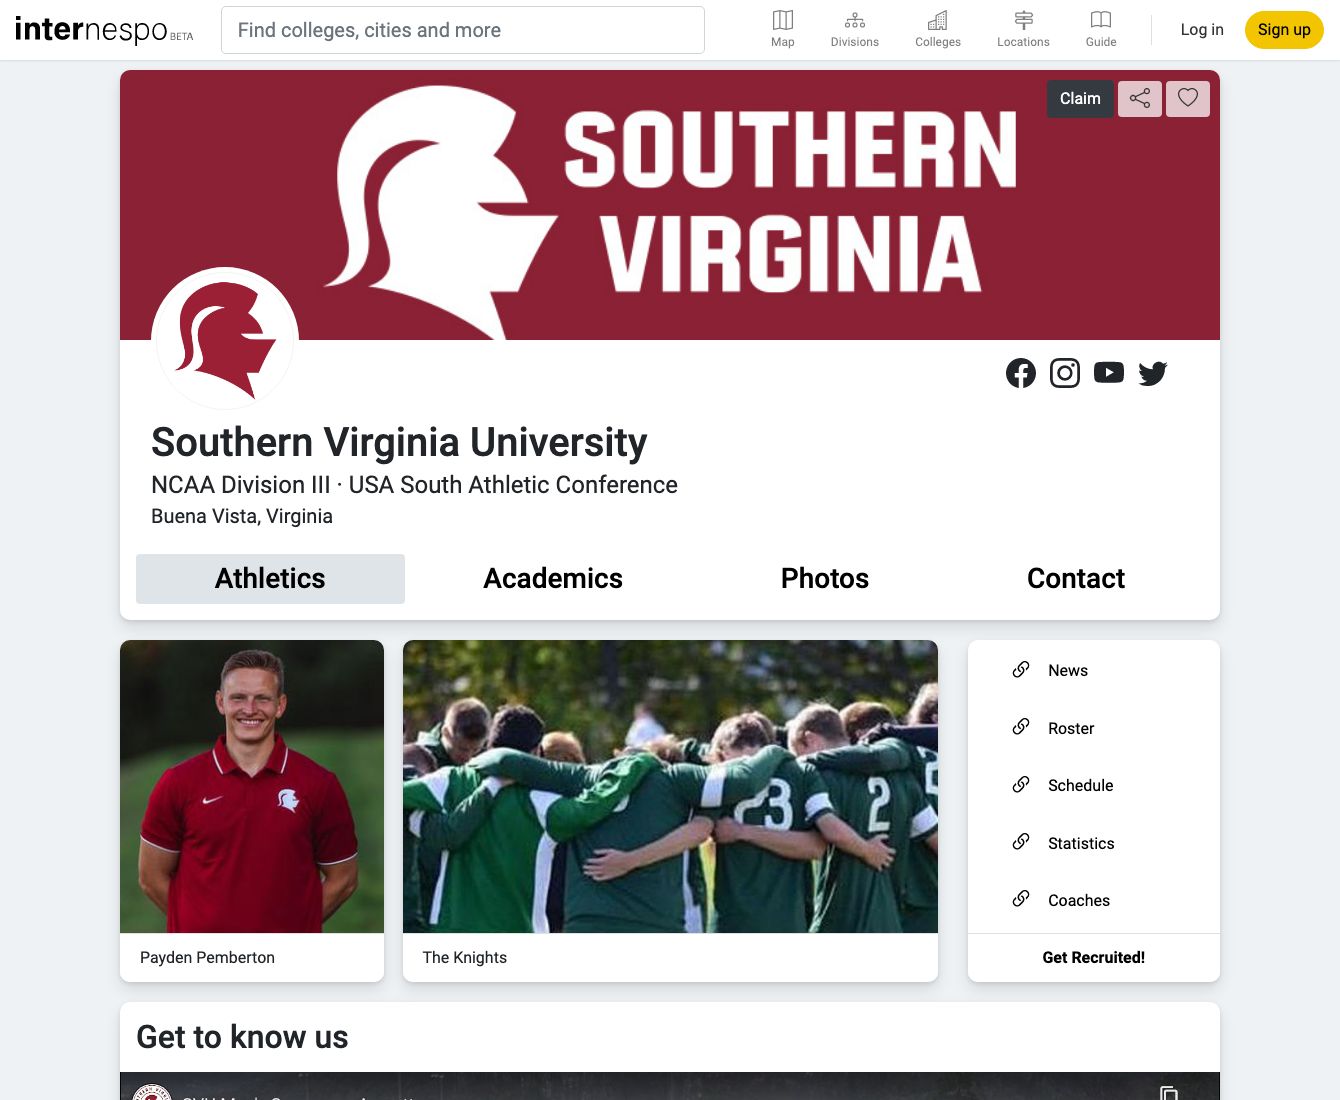 internespo BETA
Find colleges, cities and more
Map
Divisions
Colleges
Locations
Guide
Log in
Sign up
Claim
SOUTHERN
VIRGINIA
Southern Virginia University
NCAA Division III · USA South Athletic Conference
Buena Vista, Virginia
Athletics
Academics
Photos
Contact
23
2
Payden Pemberton
The Knights
News
Roster
Schedule
Statistics
Coaches
Get Recruited!
Get to know us